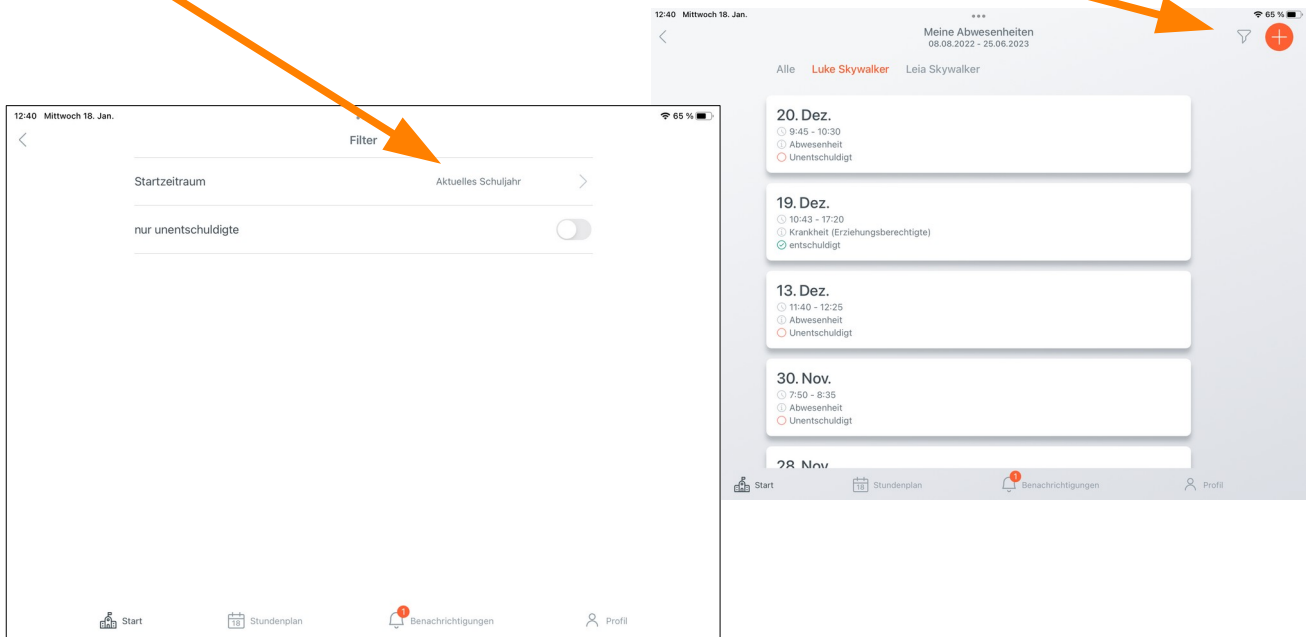 12:40 Mittwoch 18. Jan.
65 %
Meine Abwesenheiten
08.08.2022 - 25.06.2023
Alle Luke Skywalker Leia Skywalker
20. Dez.
9:45 - 10:30
Abwesenheit
Unentschuldigt
19. Dez.
10:43 - 17:20
Krankheit (Erziehungsberechtigte)
entschuldigt
13. Dez.
11:40 - 12:25
Abwesenheit
Unentschuldigt
30. Nov.
7:50 - 8:35
Abwesenheit
Unentschuldigt
28. Nov.
Start 18 Stundenplan 1 Benachrichtigungen Profil
12:40 Mittwoch 18. Jan.
65 %
Filter
Startzeitraum Aktuelles Schuljahr
nur unentschuldigte
Start 18 Stundenplan 1 Benachrichtigungen Profil